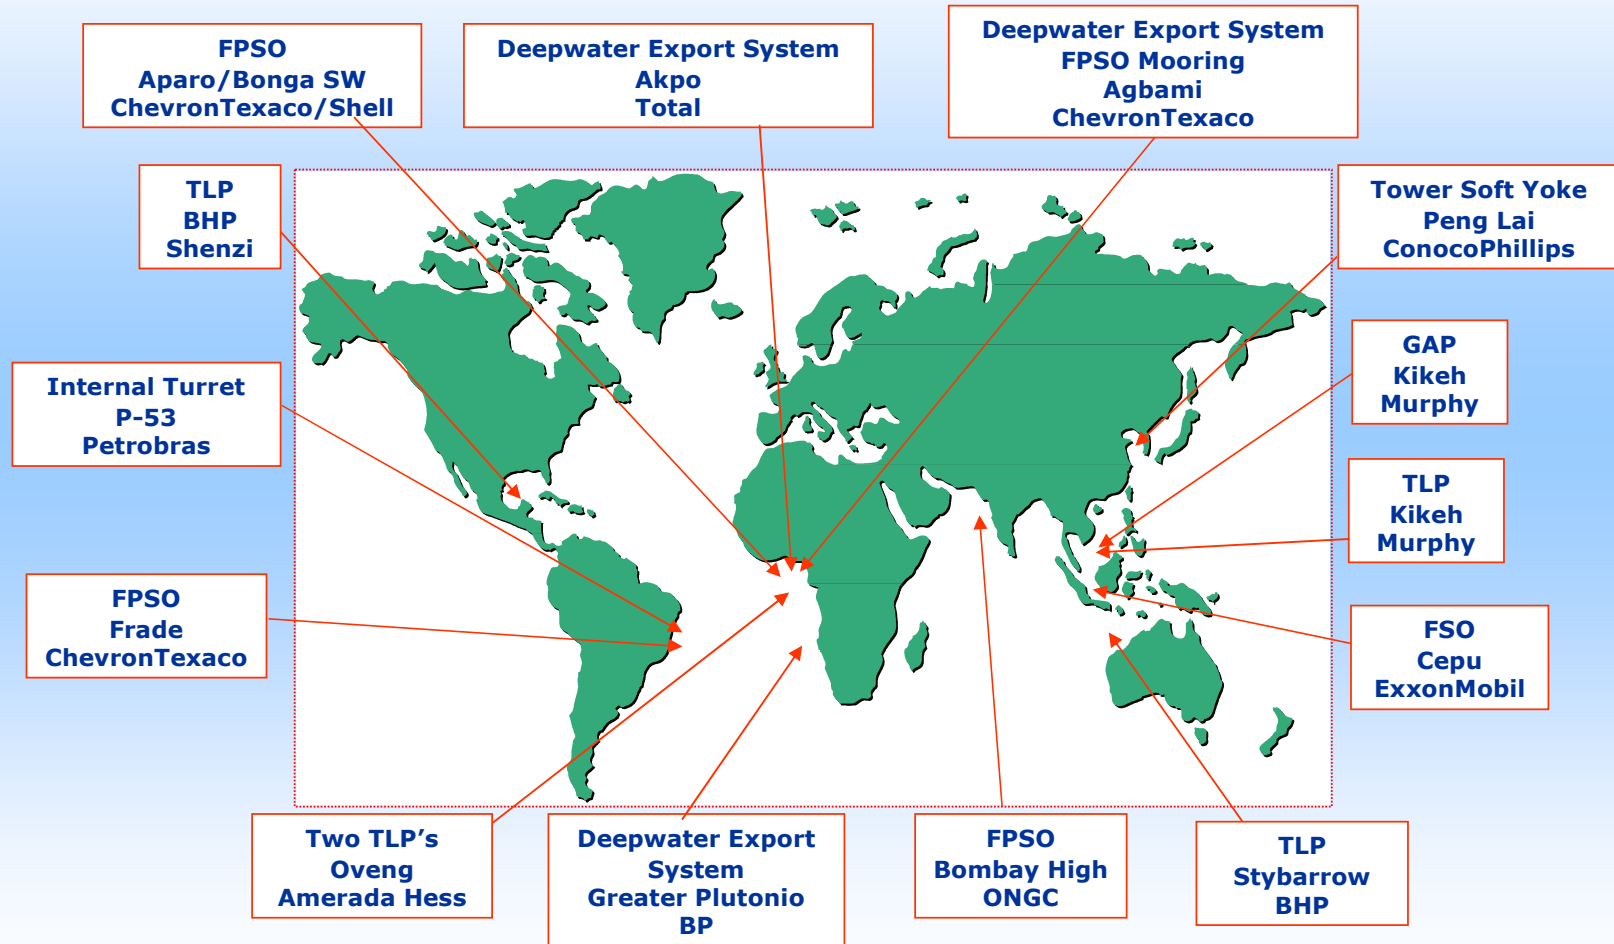 FPSO
Aparo/Bonga SW
ChevronTexaco/Shell
Deepwater Export System
Akpo
Total
Deepwater Export System
FPSO Mooring
Agbami
ChevronTexaco
TLP
BHP
Shenzi
Tower Soft Yoke
Peng Lai
ConocoPhillips
GAP
Kikeh
Murphy
Internal Turret
P-53
Petrobras
TLP
Kikeh
Murphy
FPSO
Frade
ChevronTexaco
FSO
Cepu
ExxonMobil
Two TLP’s
Oveng
Amerada Hess
Deepwater Export
System
Greater Plutonio
BP
FPSO
Bombay High
ONGC
TLP
Stybarrow
BHP